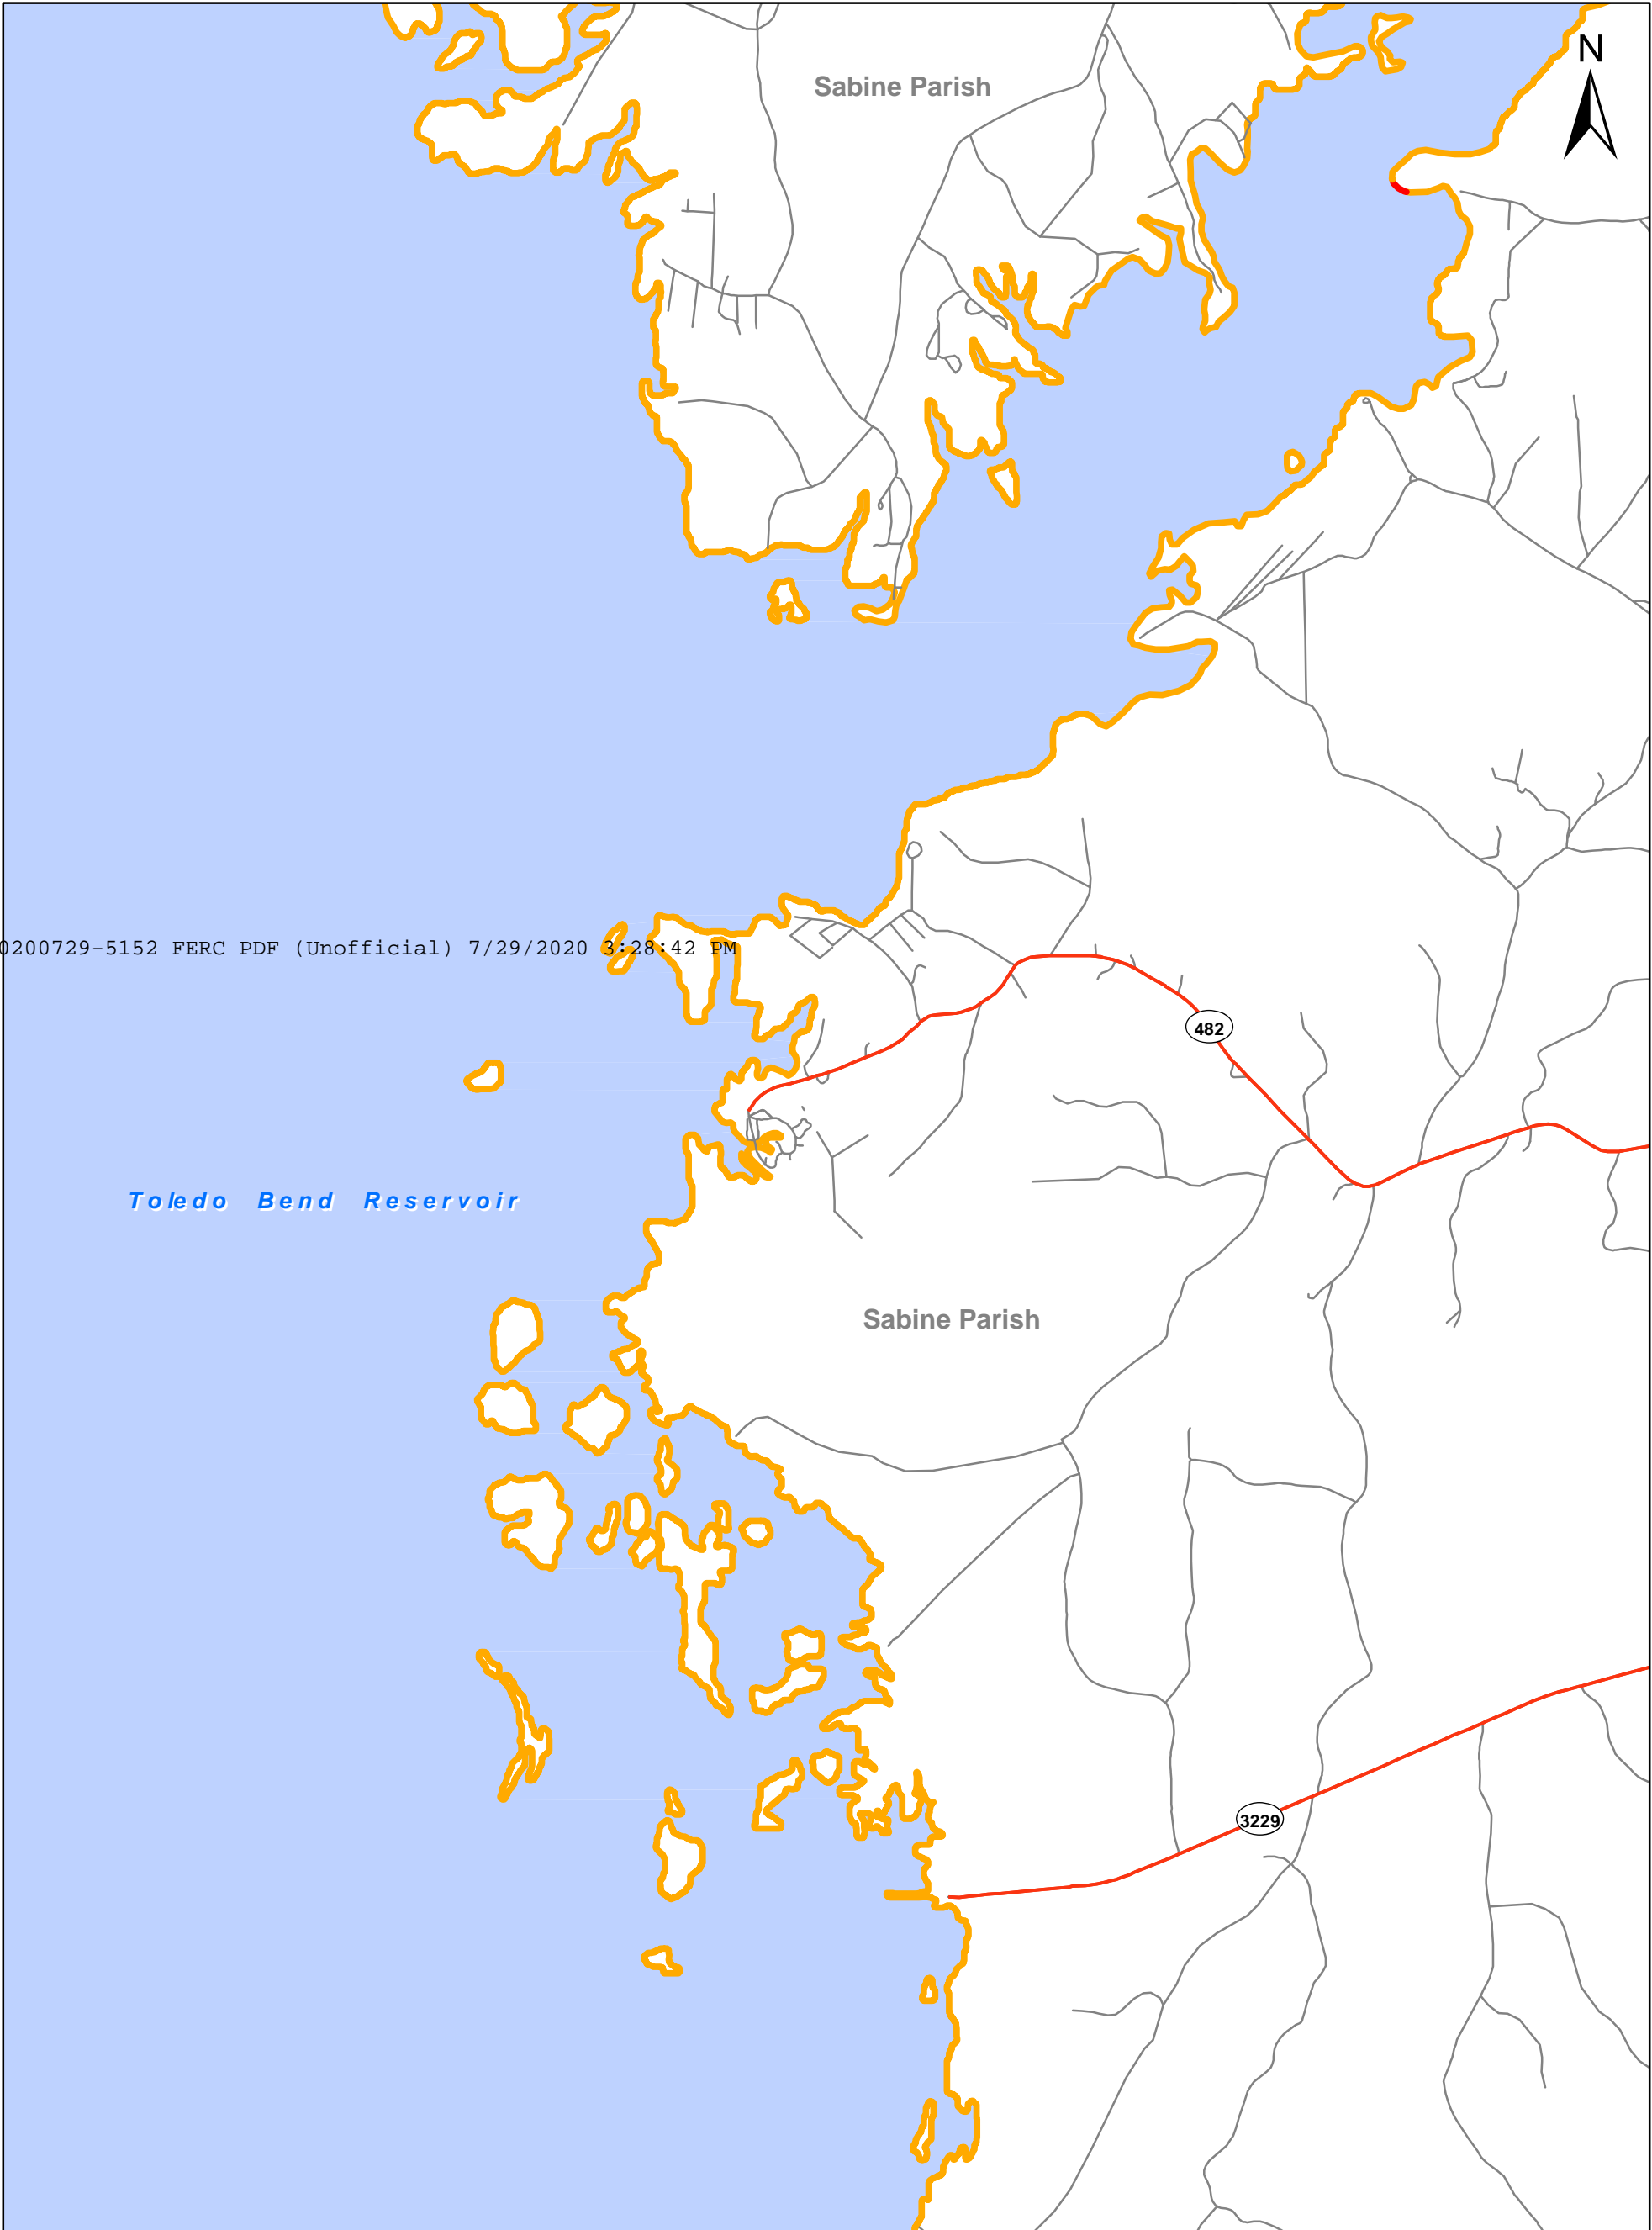 N
Sabine Parish
0200729-5152 FERC PDF (Unofficial) 7/29/2020 3:28:42 PM
482
Toledo Bend Reservoir
Sabine Parish
3229